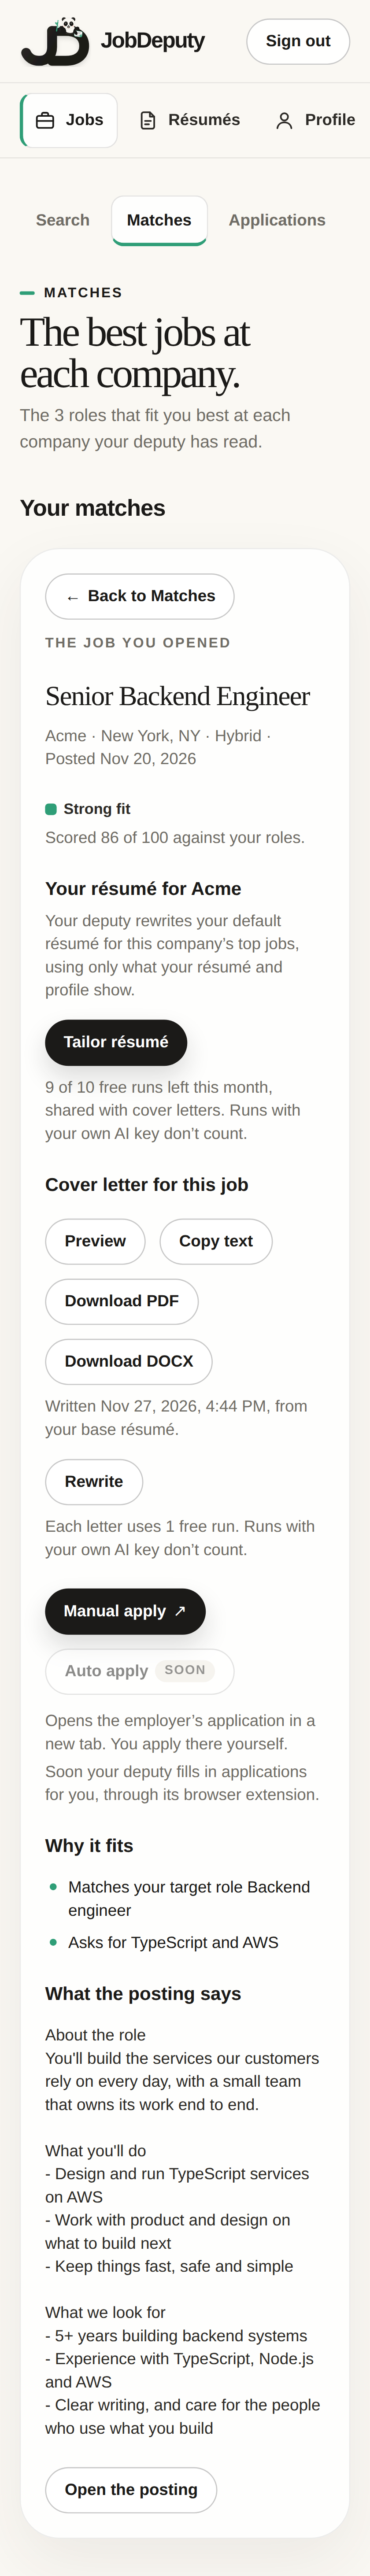 JobDeputy
Sign out
Jobs
Résumés
Profile
Search
Matches
Applications
MATCHES
The best jobs at
each company.
The 3 roles that fit you best at each
company your deputy has read.
Your matches
← Back to Matches
THE JOB YOU OPENED
Senior Backend Engineer
Acme · New York, NY · Hybrid ·
Posted Nov 20, 2026
Strong fit
Scored 86 of 100 against your roles.
Your résumé for Acme
Your deputy rewrites your default
résumé for this company’s top jobs,
using only what your résumé and
profile show.
Tailor résumé
9 of 10 free runs left this month,
shared with cover letters. Runs with
your own AI key don’t count.
Cover letter for this job
Preview
Copy text
Download PDF
Download DOCX
Written Nov 27, 2026, 4:44 PM, from
your base résumé.
Rewrite
Each letter uses 1 free run. Runs with
your own AI key don’t count.
Manual apply ↗
Auto apply SOON
Opens the employer’s application in a
new tab. You apply there yourself.
Soon your deputy fills in applications
for you, through its browser extension.
Why it fits
Matches your target role Backend
engineer
Asks for TypeScript and AWS
What the posting says
About the role
You'll build the services our customers
rely on every day, with a small team
that owns its work end to end.
What you'll do
- Design and run TypeScript services
on AWS
- Work with product and design on
what to build next
- Keep things fast, safe and simple
What we look for
- 5+ years building backend systems
- Experience with TypeScript, Node.js
and AWS
- Clear writing, and care for the people
who use what you build
Open the posting